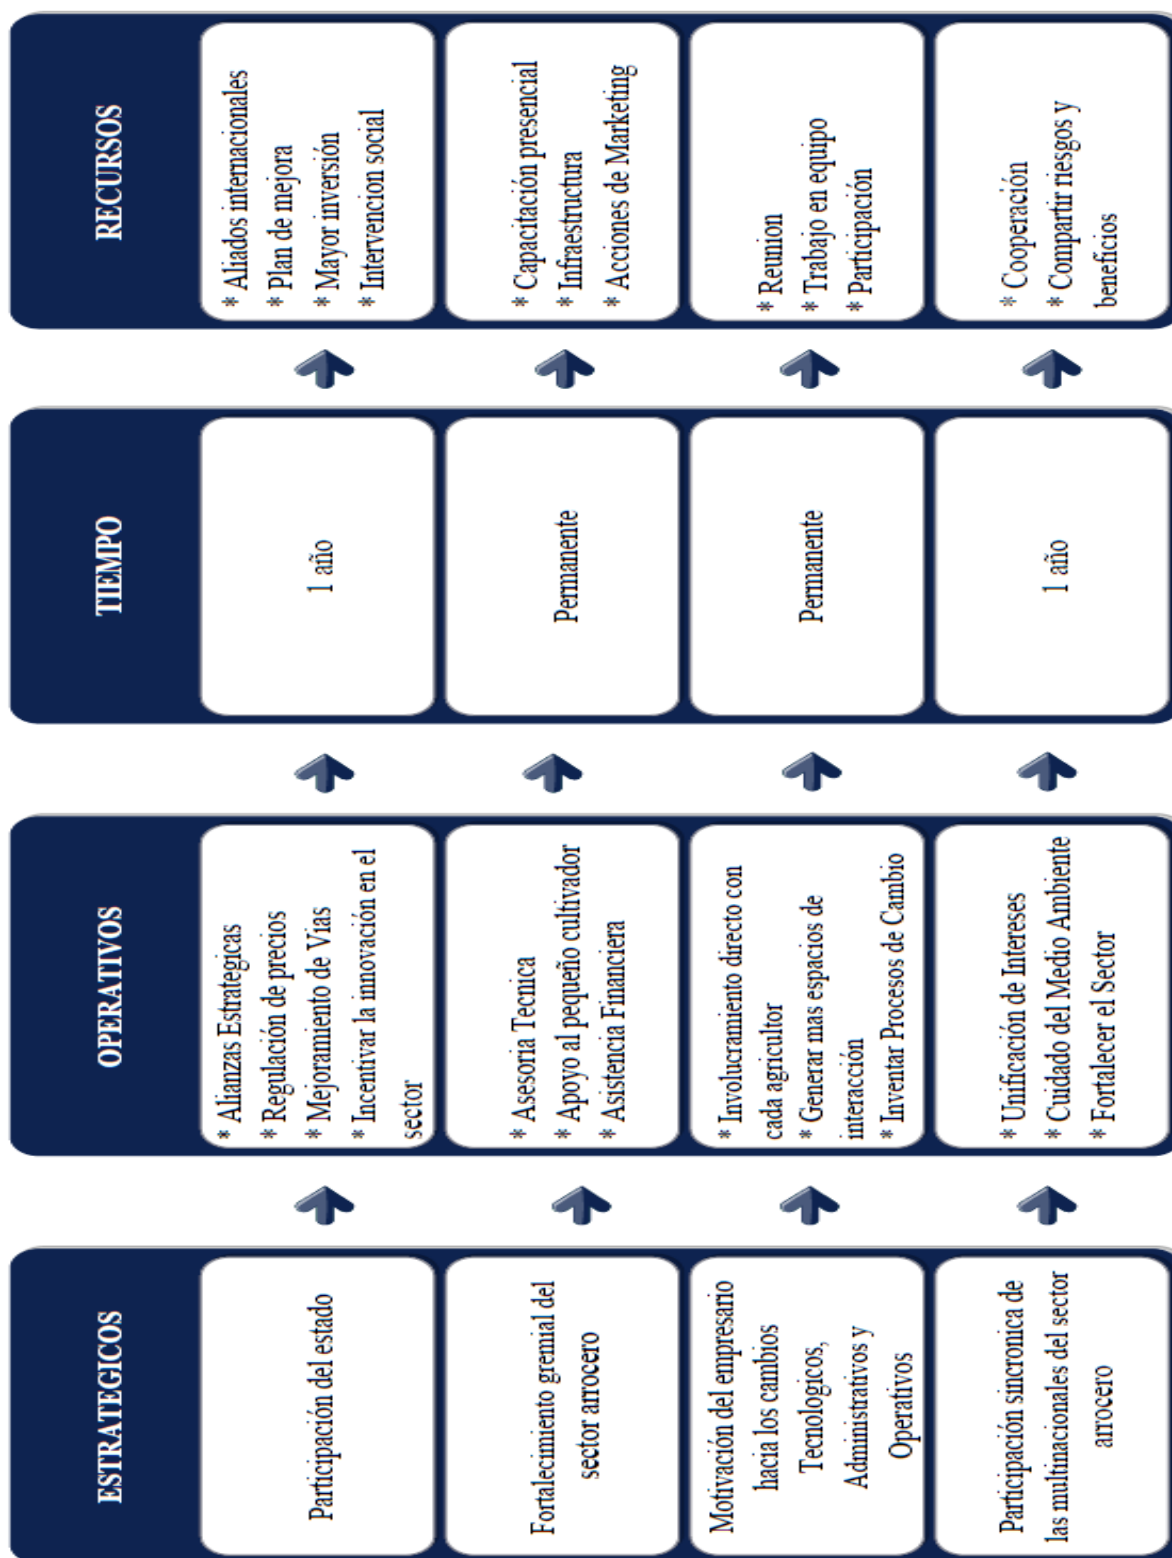 ESTRATEGICOS
Participación del estado
Fortalecimiento gremial del
sector arrocero
Motivación del empresario
hacia los cambios
Tecnologicos,
Administrativos y
Operativos
Participación sincronica de
las multinacionales del sector
arrocero
OPERATIVOS
* Alianzas Estrategicas
* Regulación de precios
* Mejoramiento de Vias
* Incentivar la innovación en el
sector
* Asesoria Tecnica
* Apoyo al pequeño cultivador
* Asistencia Financiera
* Involucramiento directo con
cada agricultor
* Generar mas espacios de
interacción
* Inventar Procesos de Cambio
* Unificación de Intereses
* Cuidado del Medio Ambiente
* Fortalecer el Sector
TIEMPO
1 año
Permanente
Permanente
1 año
RECURSOS
* Aliados internacionales
* Plan de mejora
* Mayor inversión
* Intervencion social
* Capacitación presencial
* Infraestructura
* Acciones de Marketing
* Reunion
* Trabajo en equipo
* Participación
* Cooperación
* Compartir riesgos y
beneficios